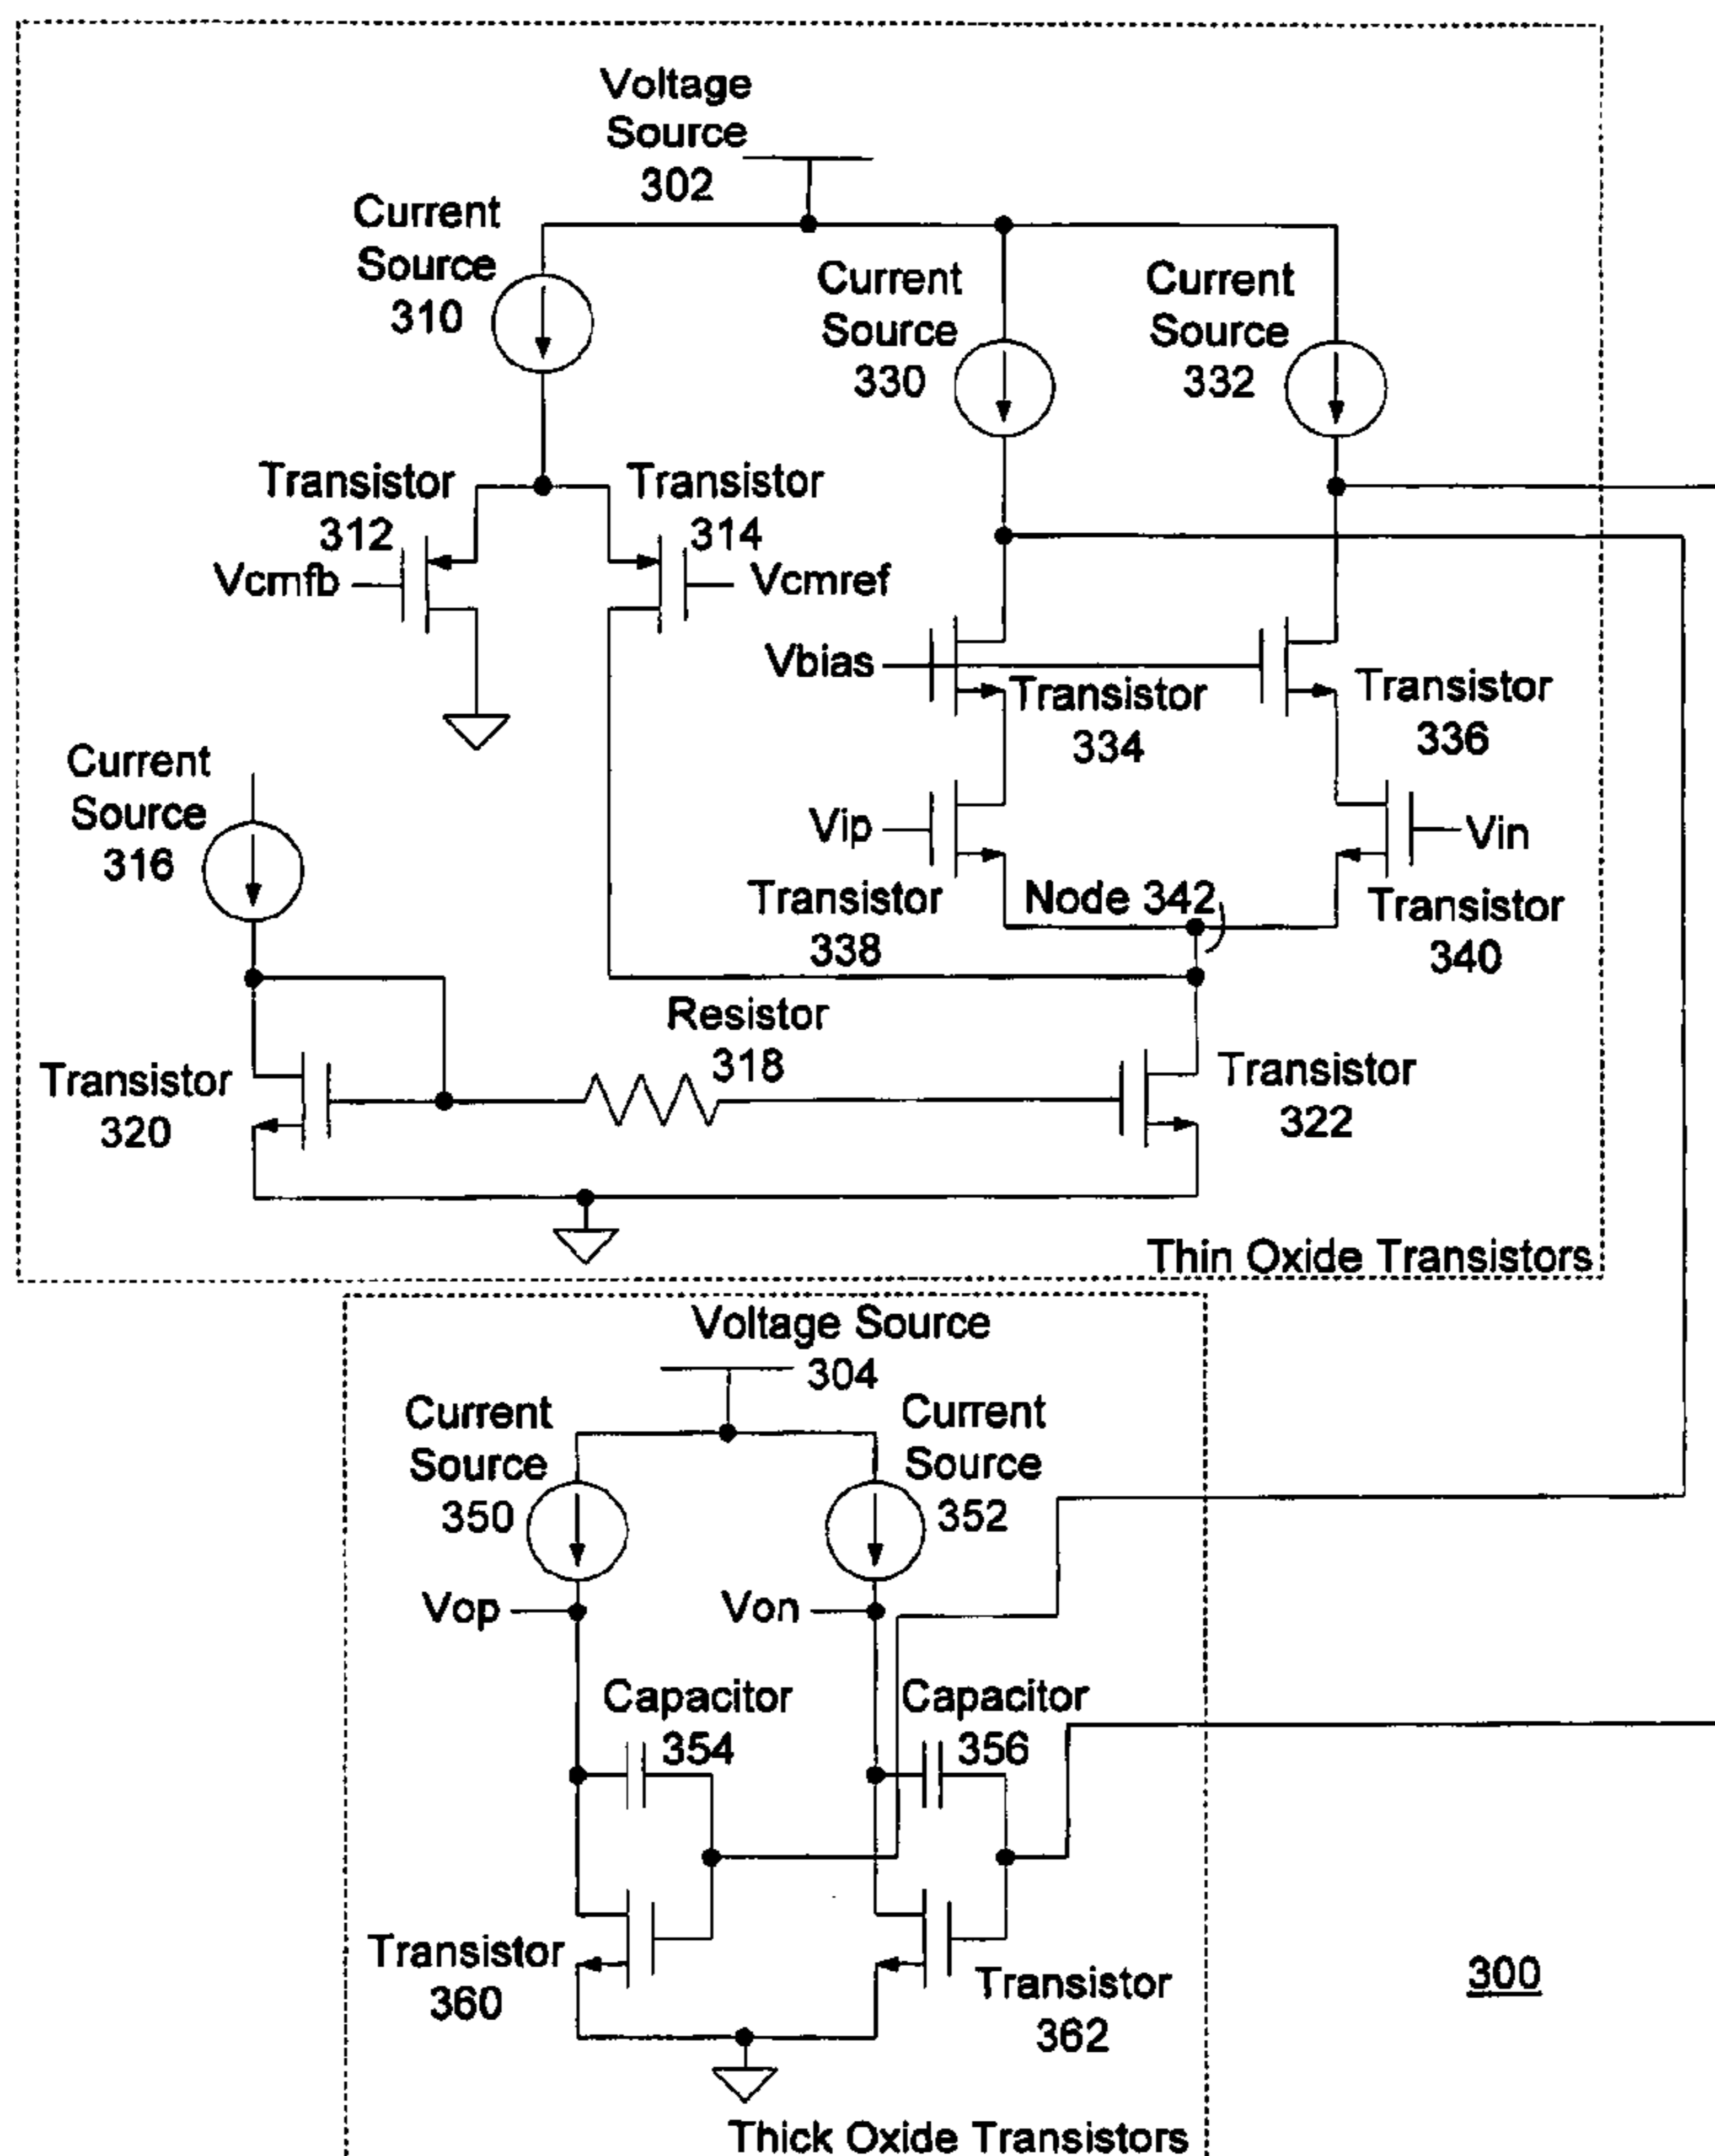 Voltage
Source
302
Current
Source
310
Current
Source
330
Current
Source
332
Transistor
312
Transistor
314
Vcmfb
Vcmref
Vbias
Transistor
334
Transistor
336
Current
Source
316
Vip
Vin
Transistor
338
Node 342
Transistor
340
Resistor
318
Transistor
320
Transistor
322
Thin Oxide Transistors
Voltage Source
304
Current
Source
350
Current
Source
352
Vop
Von
Capacitor
354
Capacitor
356
Transistor
360
Transistor
362
300
Thick Oxide Transistors